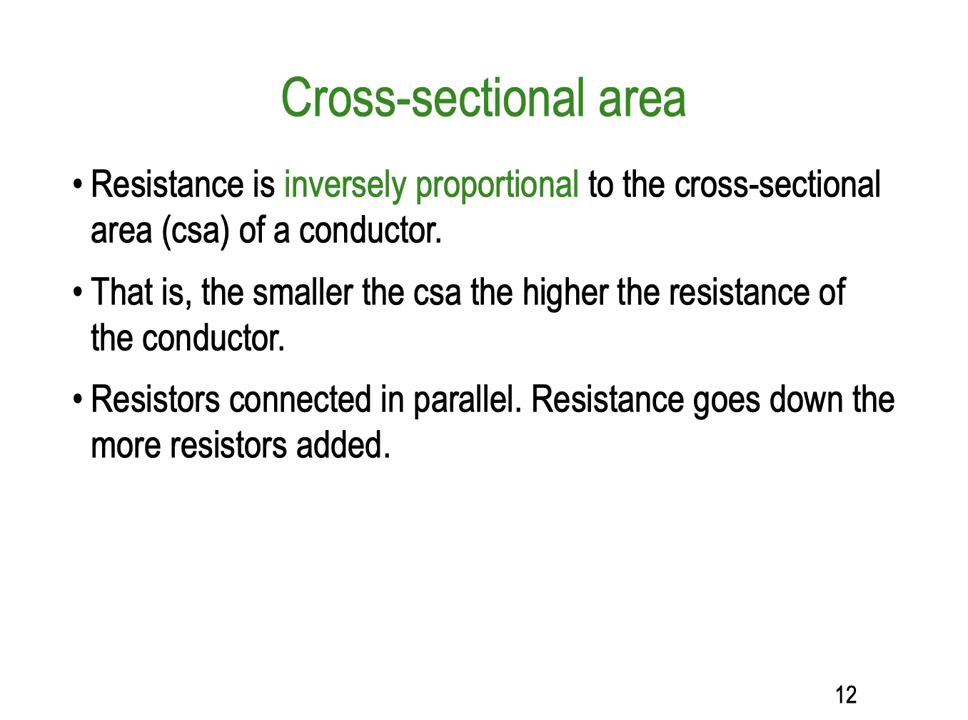 Cross-sectional area
• Resistance is inversely proportional to the cross-sectional
area (csa) of a conductor.
• That is, the smaller the csa the higher the resistance of
the conductor.
• Resistors connected in parallel. Resistance goes down the
more resistors added.
12